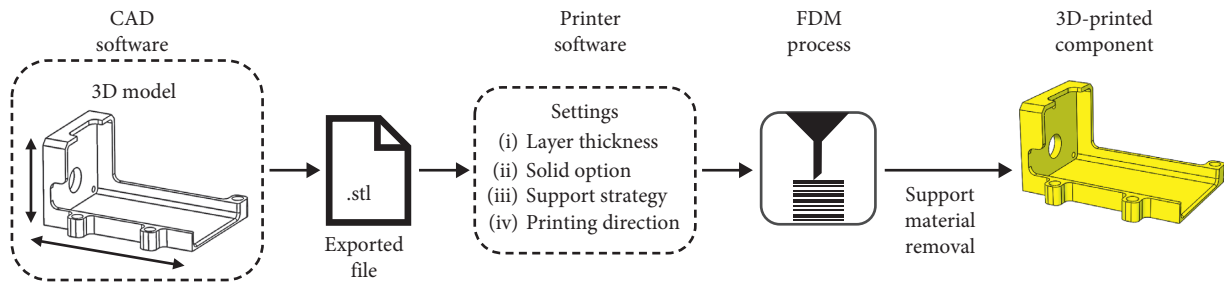 CAD
software
3D model
.stl
Exported
file
Printer
software
Settings
(i) Layer thickness
(ii) Solid option
(iii) Support strategy
(iv) Printing direction
FDM
process
Support
material
removal
3D-printed
component